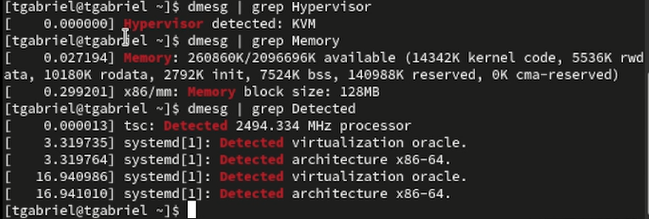 [tgabriel@tgabriel ~]$ dmesg | grep Hypervisor
[    0.000000] Hypervisor detected: KVM
[tgabriel@tgabriel ~]$ dmesg | grep Memory
[    0.027194] Memory: 260860K/2096696K available (14342K kernel code, 5536K rwd
ata, 10180K rodata, 2792K init, 7524K bss, 140988K reserved, 0K cma-reserved)
[    0.299201] x86/mm: Memory block size: 128MB
[tgabriel@tgabriel ~]$ dmesg | grep Detected
[    0.000013] tsc: Detected 2494.334 MHz processor
[    3.319735] systemd[1]: Detected virtualization oracle.
[    3.319764] systemd[1]: Detected architecture x86-64.
[   16.940986] systemd[1]: Detected virtualization oracle.
[   16.941010] systemd[1]: Detected architecture x86-64.
[tgabriel@tgabriel ~]$